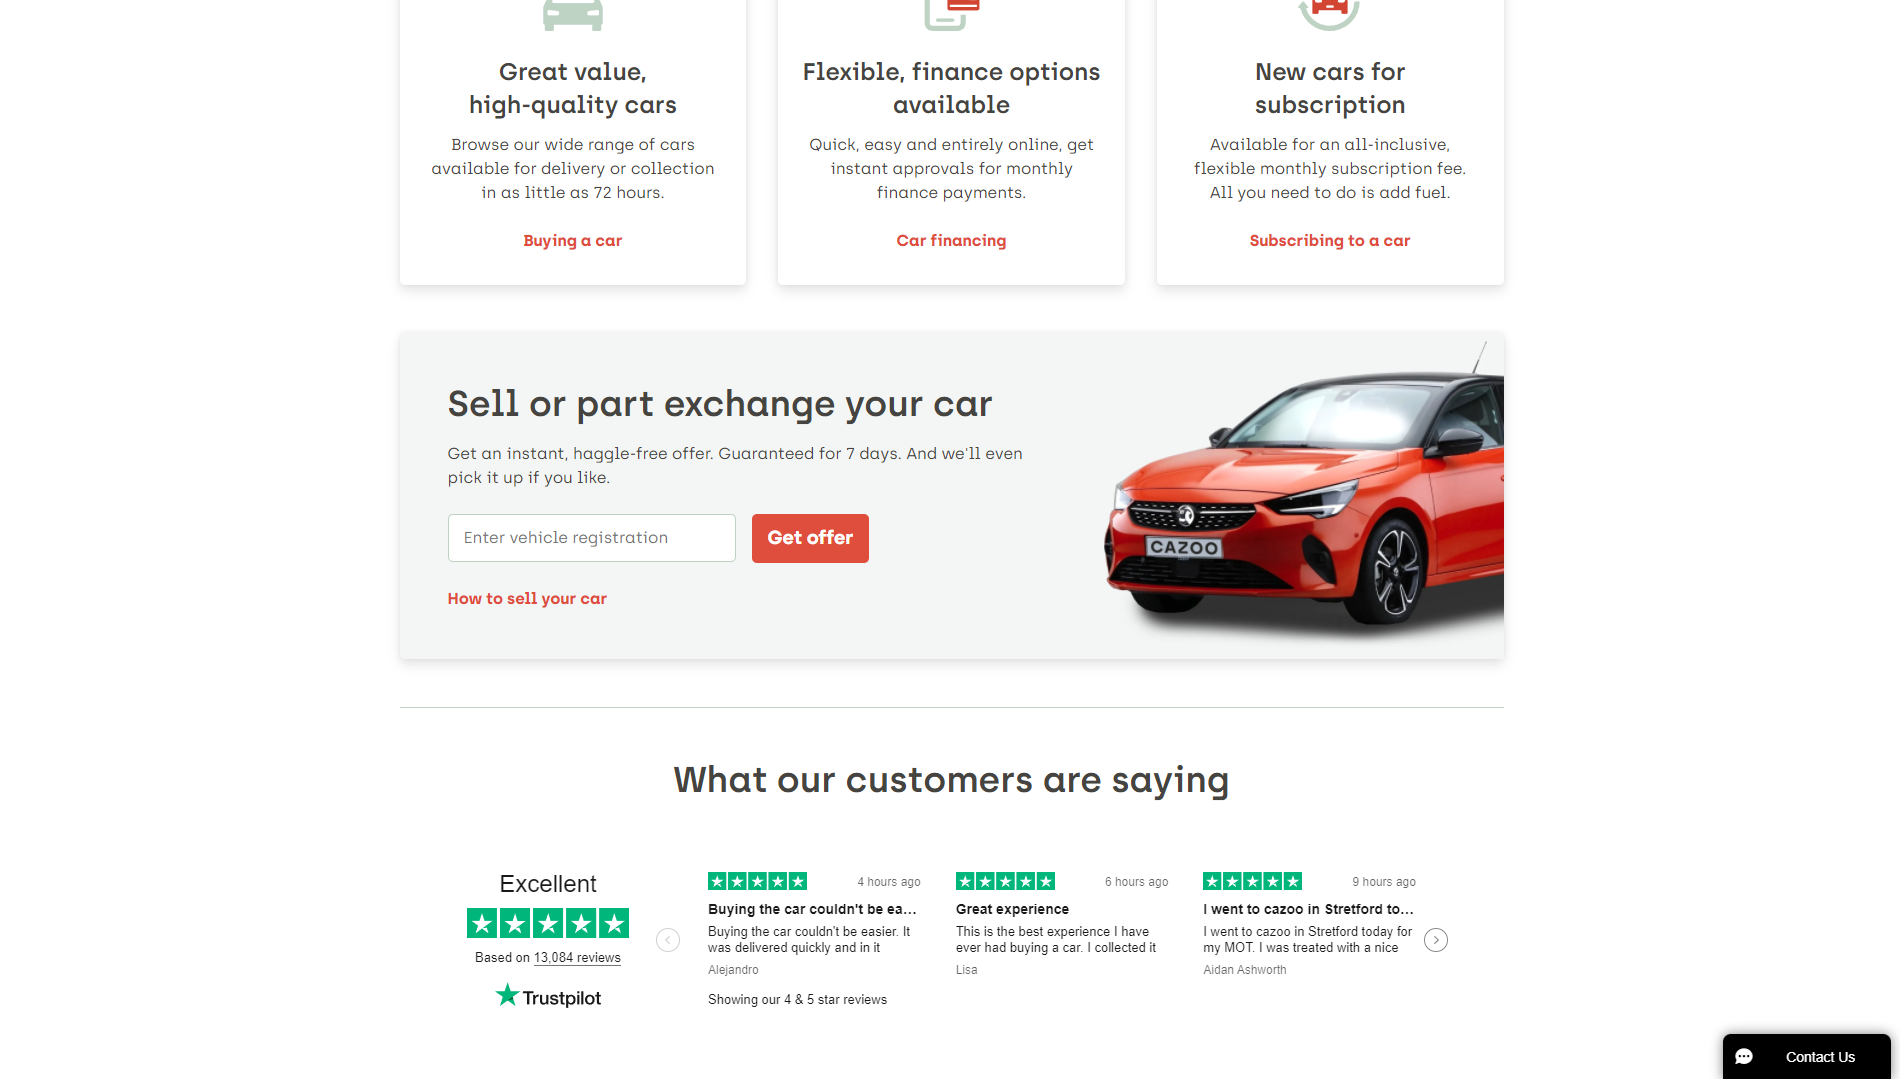 Great value,
high-quality cars
Browse our wide range of cars
available for delivery or collection
in as little as 72 hours.
Buying a car
Flexible, finance options
available
Quick, easy and entirely online, get
instant approvals for monthly
finance payments.
Car financing
New cars for
subscription
Available for an all-inclusive,
flexible monthly subscription fee.
All you need to do is add fuel.
Subscribing to a car
Sell or part exchange your car
Get an instant, haggle-free offer. Guaranteed for 7 days. And we'll even
pick it up if you like.
Enter vehicle registration
Get offer
How to sell your car
CAZOO
What our customers are saying
Excellent
Based on 13,084 reviews
Trustpilot
4 hours ago
Buying the car couldn't be ea...
Buying the car couldn't be easier. It
was delivered quickly and in it
Alejandro
6 hours ago
Great experience
This is the best experience I have
ever had buying a car. I collected it
Lisa
9 hours ago
I went to cazoo in Stretford to...
I went to cazoo in Stretford today for
my MOT. I was treated with a nice
Aidan Ashworth
Showing our 4 & 5 star reviews
Contact Us